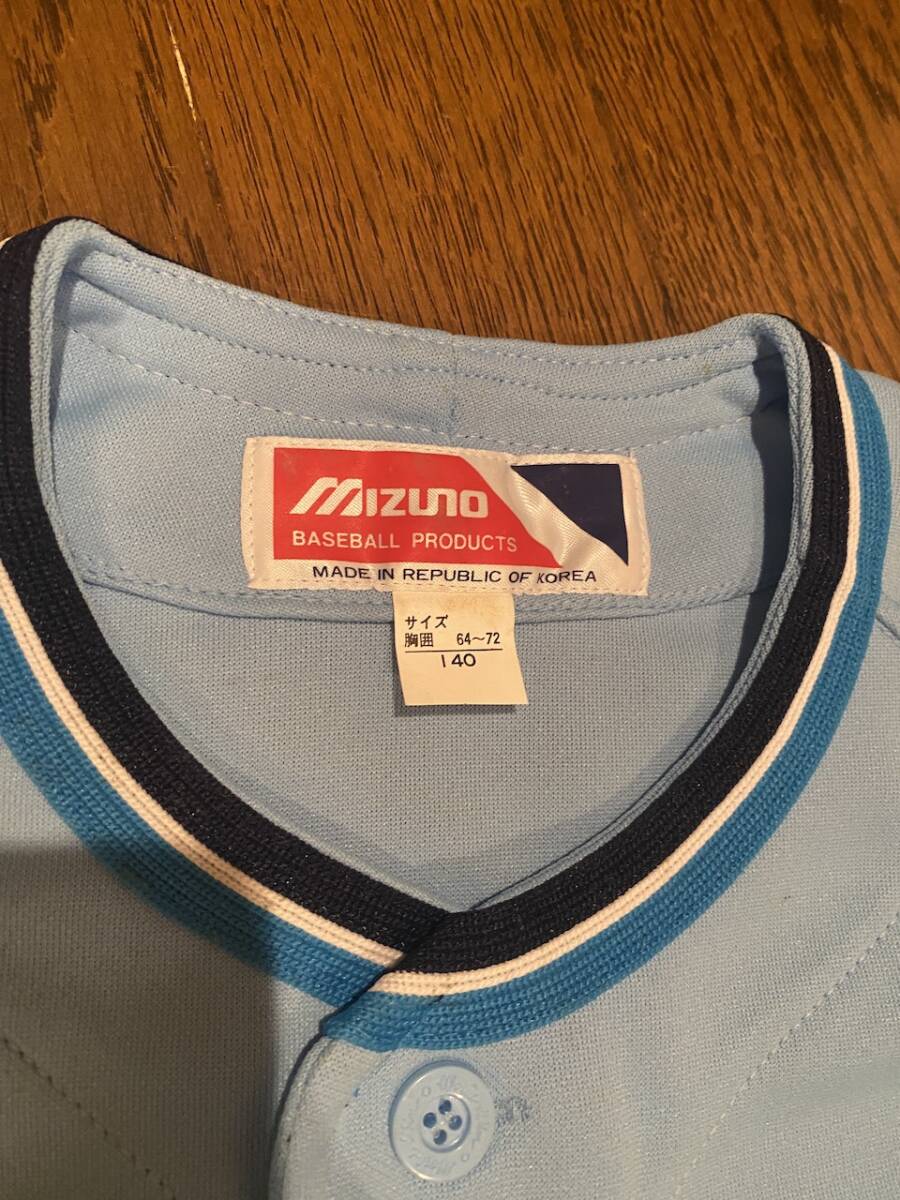 MIZUNO
BASEBALL PRODUCTS
MADE IN REPUBLIC OF KOREA
サイズ
胸囲 64～72
140